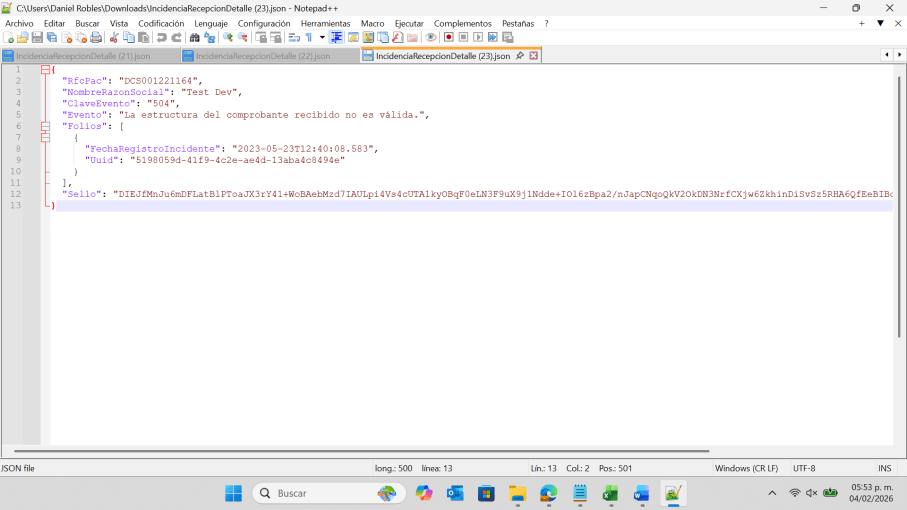 C:\Users\Daniel Robles\Downloads\IncidenciaRecepcionDetalle (23).json - Notepad++
Archivo Editar Buscar Vista Codificación Lenguaje Configuración Herramientas Macro Ejecutar Complementos Pestañas ?
IncidenciaRecepcionDetalle (21).json IncidenciaRecepcionDetalle (22).json IncidenciaRecepcionDetalle (23).json
1 {
2 "RfcPac": "DCS001221164",
3 "NombreRazonSocial": "Test Dev",
4 "ClaveEvento": "504",
5 "Evento": "La estructura del comprobante recibido no es válida.",
6 "Folios": [
7 {
8 "FechaRegistroIncidente": "2023-05-23T12:40:08.583",
9 "Uuid": "5198059d-41f9-4c2e-ae4d-13aba4c8494e"
10 }
11 ],
12 "Sello": "DIEJfMnJu6mDFLatBlPToaJX3rY41+WoBAebMzd7IAULpi4Vs4cUTA1kyOBqF0eLN3F9uX9j1Ndde+IOl6zBpa2/nJapCNqoQkV2OkDN3NrfCXjw6ZkhinDiSvSz5RHA6QfEeBIBc
13 }
JSON file long.: 500 línea: 13 Lín.: 13 Col.: 2 Pos.: 501 Windows (CR LF) UTF-8 INS
Buscar
05:53 p. m.
04/02/2026